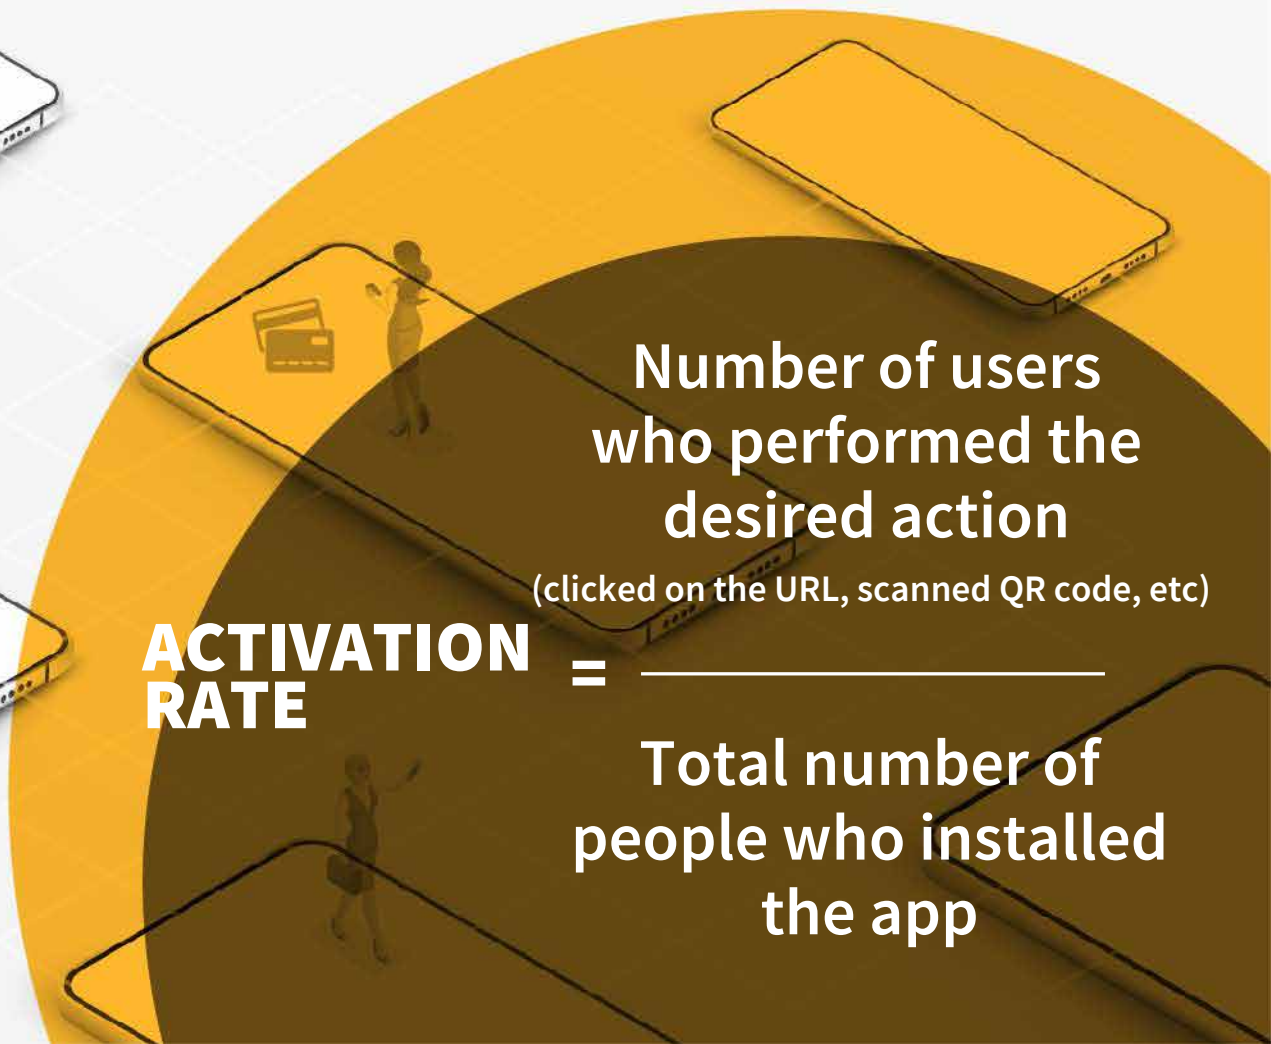 Number of users
who performed the
desired action
(clicked on the URL, scanned QR code, etc)
ACTIVATION
RATE
=
Total number of
people who installed
the app